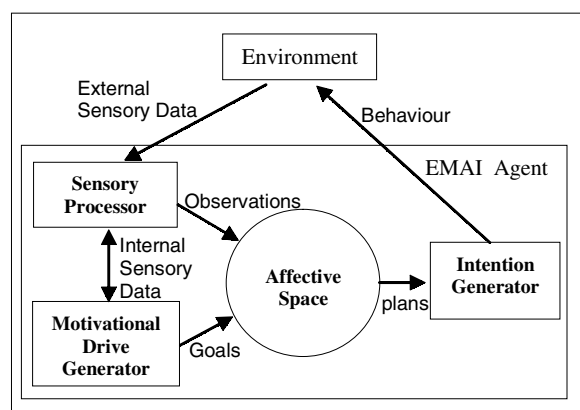 Environment
External
Sensory Data
Behaviour
EMAI Agent
Sensory
Processor
Observations
Internal
Sensory
Data
Affective
Space
plans
Intention
Generator
Motivational
Drive
Generator
Goals